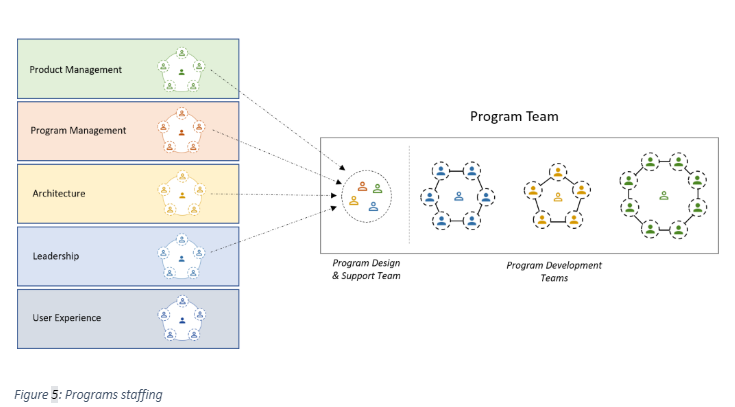 Product Management
Program Management
Architecture
Leadership
User Experience
Program Team
Program Design
& Support Team
Program Development
Teams
Figure 5: Programs staffing